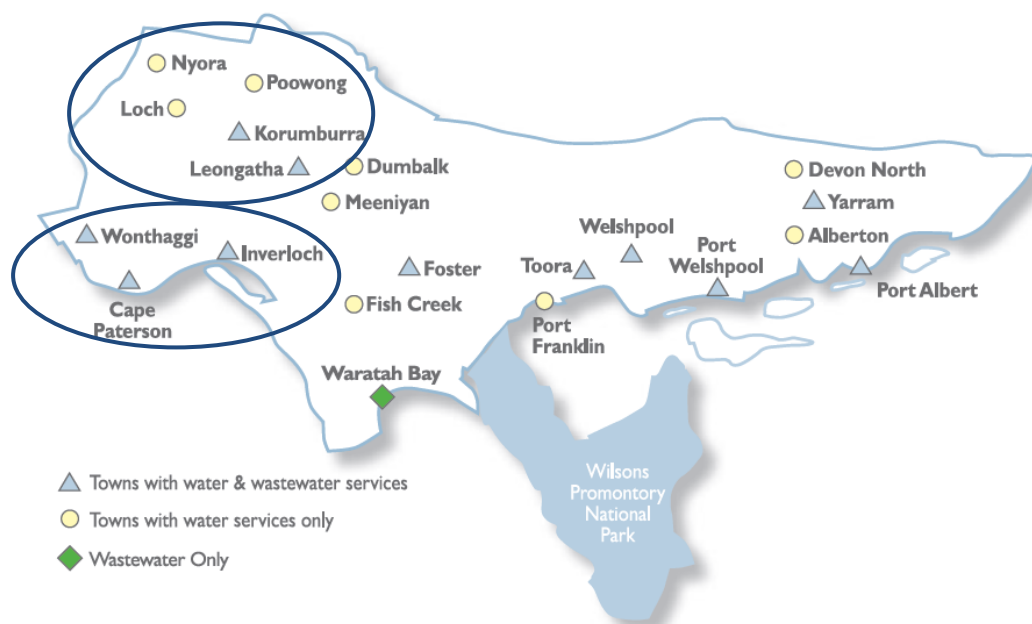 Nyora
Poowong
Loch
Korumburra
Leongatha
Dumbalk
Meeniyan
Devon North
Yarram
Alberton
Wonthaggi
Inverloch
Welshpool
Port
Welshpool
Foster
Toora
Port Albert
Cape
Paterson
Fish Creek
Port
Franklin
Waratah Bay
Wilsons
Promontory
National
Park
Towns with water & wastewater services
Towns with water services only
Wastewater Only